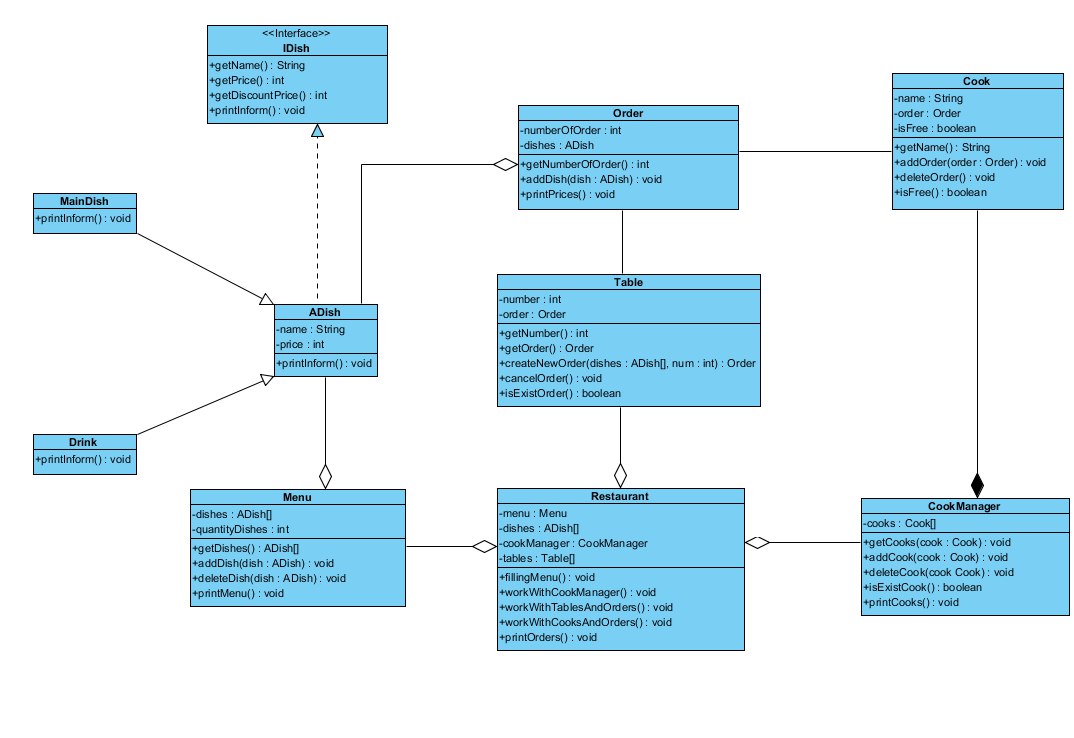 <<Interface>>
IDish
+getName() : String
+getPrice() : int
+getDiscountPrice() : int
+printInform() : void
Order
-numberOfOrder : int
-dishes : ADish
+getNumberOfOrder() : int
+addDish(dish : ADish) : void
+printPrices() : void
Cook
-name : String
-order : Order
-isFree : boolean
+getName() : String
+addOrder(order : Order) : void
+deleteOrder() : void
+isFree() : boolean
MainDish
+printInform() : void
ADish
-name : String
-price : int
+printInform() : void
Table
-number : int
-order : Order
+getNumber() : int
+getOrder() : Order
+createNewOrder(dishes : ADish[], num : int) : Order
+cancelOrder() : void
+isExistOrder() : boolean
Drink
+printInform() : void
Menu
-dishes : ADish[]
-quantityDishes : int
+getDishes() : ADish[]
+addDish(dish : ADish) : void
+deleteDish(dish : ADish) : void
+printMenu() : void
Restaurant
-menu : Menu
-dishes : ADish[]
-cookManager : CookManager
-tables : Table[]
+fillingMenu() : void
+workWithCookManager() : void
+workWithTablesAndOrders() : void
+workWithCooksAndOrders() : void
+printOrders() : void
CookManager
-cooks : Cook[]
+getCooks(cook : Cook) : void
+addCook(cook : Cook) : void
+deleteCook(cook Cook) : void
+isExistCook() : boolean
+printCooks() : void